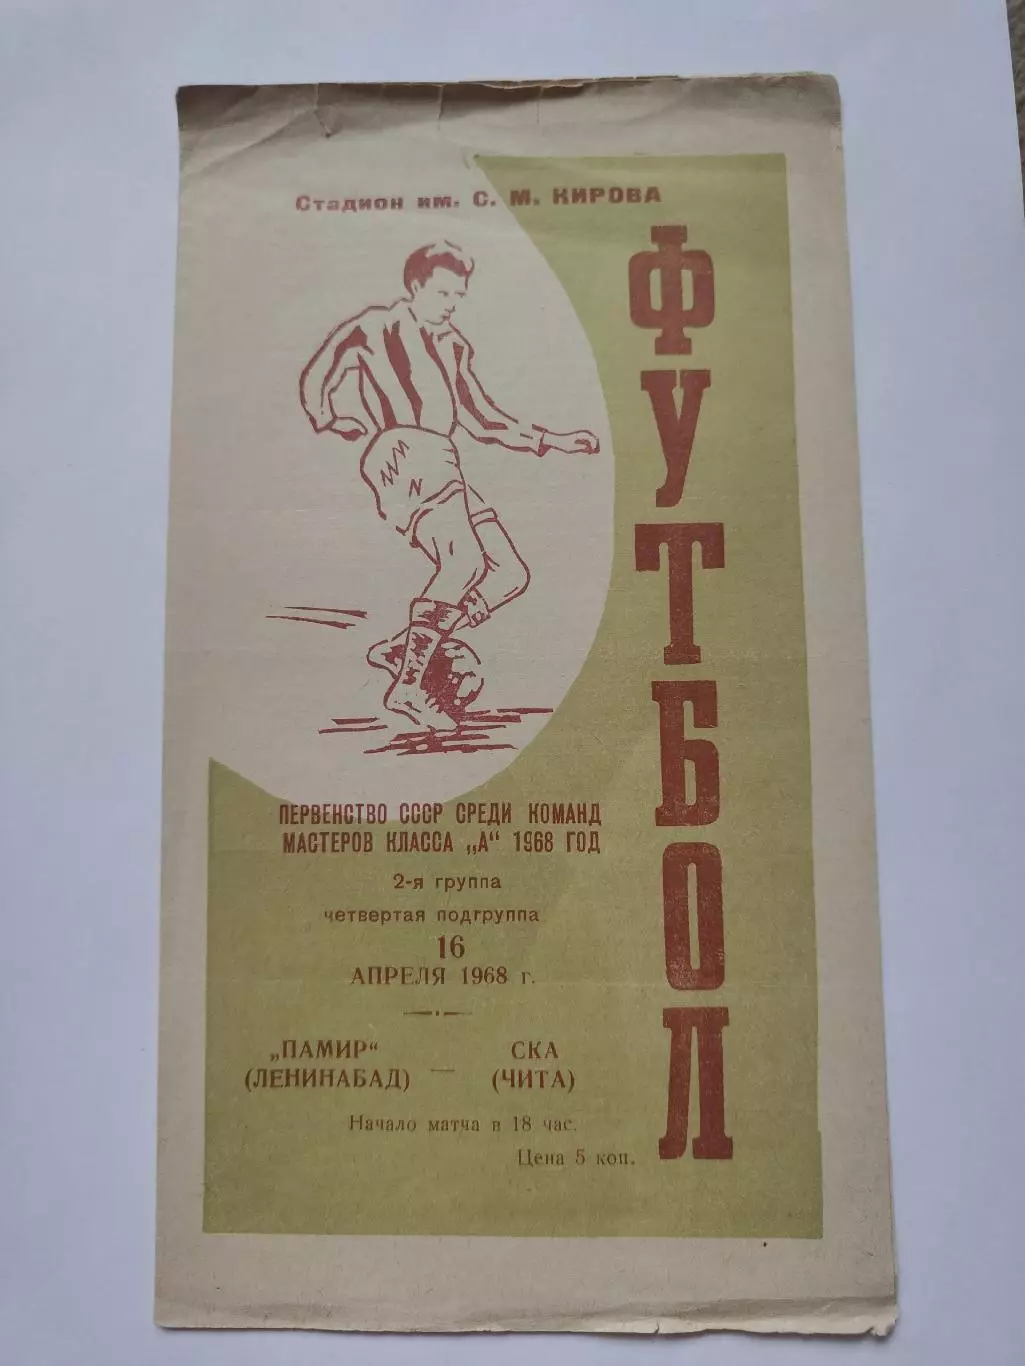 Стадион им. С. М. КИРОВА
ФУТБОЛ
ПЕРВЕНСТВО СССР СРЕДИ КОМАНД
МАСТЕРОВ КЛАССА „А“ 1968 ГОД
2-я группа
четвертая подгруппа
16
АПРЕЛЯ 1968 г.
„ПАМИР“ — СКА
(ЛЕНИНАБАД) (ЧИТА)
Начало матча в 18 час.
Цена 5 коп.